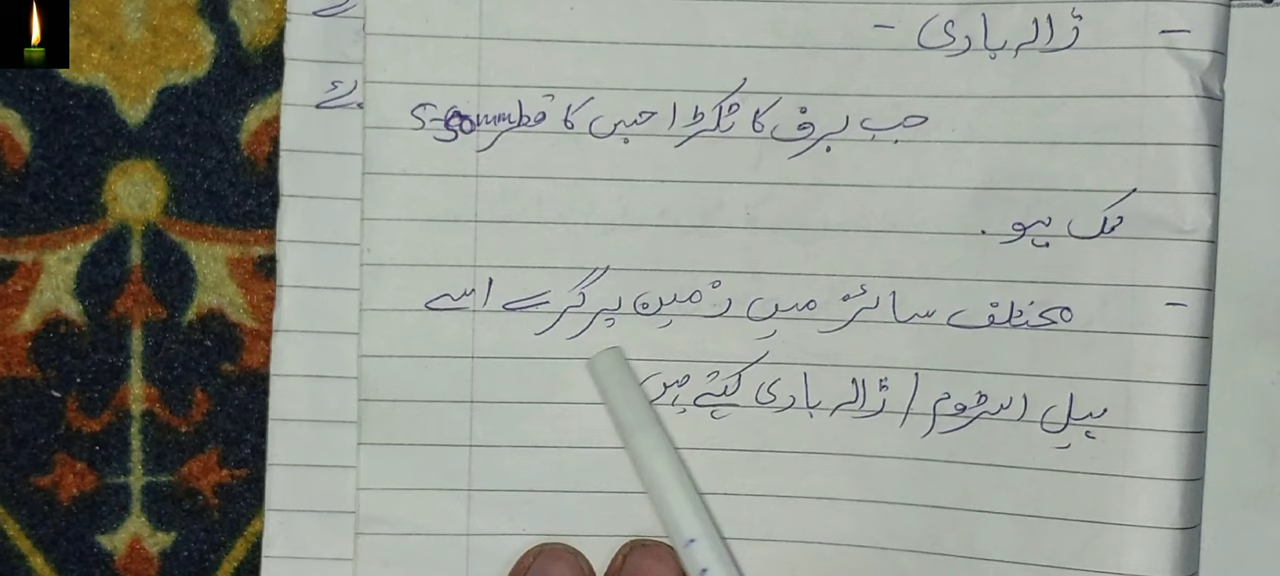 - ژالہ باری -
جب برف کا ٹکڑا جس کا قطر 5-50mm
تک ہو.
- مختلف سائز میں زمین پر گرے اسے
ہیل اسٹروم / ژالہ باری کہتے ہیں